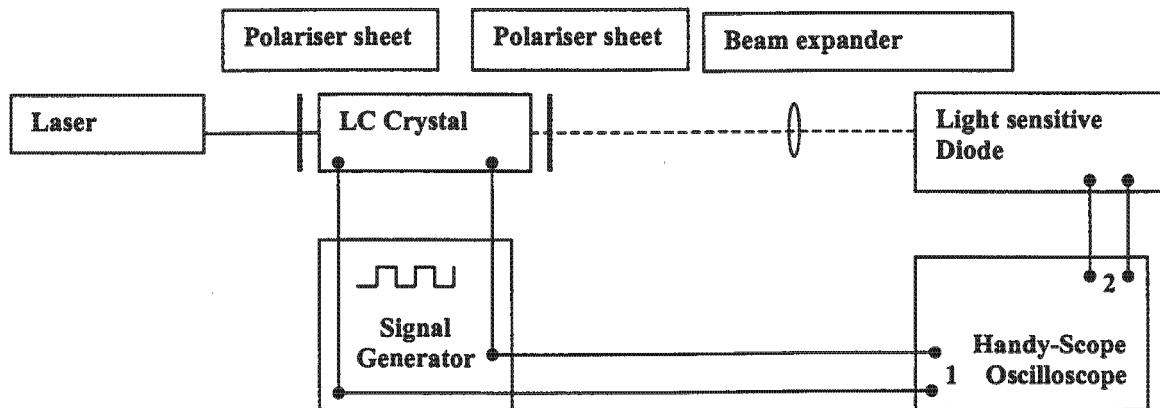 Polariser sheet
Polariser sheet
Beam expander
Laser
LC Crystal
Light sensitive
Diode
Signal
Generator
2
1
Handy-Scope
Oscilloscope